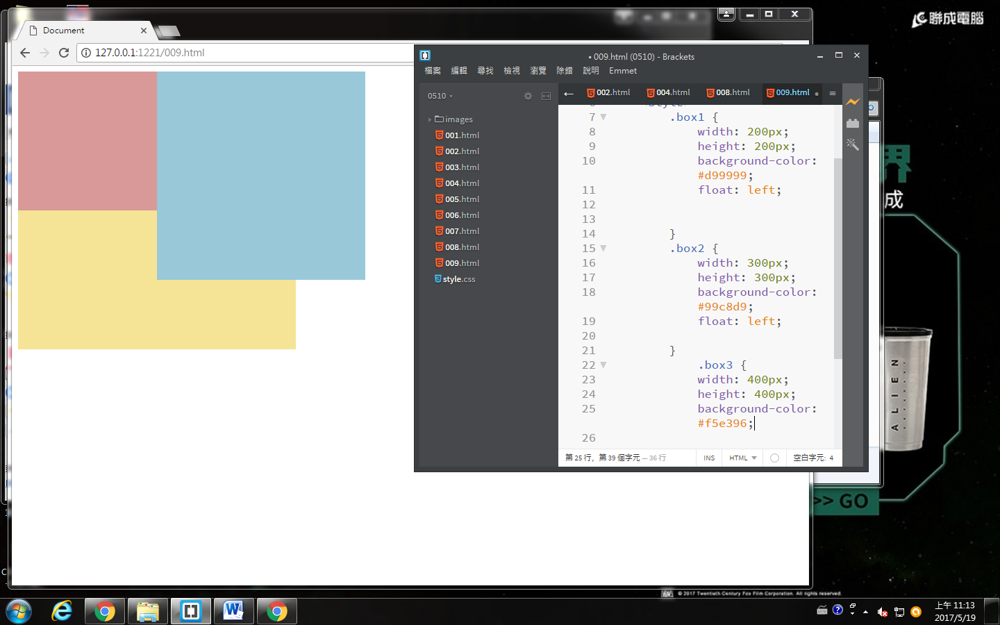 聯成電腦
Document
127.0.0.1:1221/009.html
• 009.html (0510) - Brackets
檔案 編輯 尋找 檢視 瀏覽 除錯 說明 Emmet
0510
images
001.html
002.html
003.html
004.html
005.html
006.html
007.html
008.html
009.html
style.css
002.html 004.html 008.html 009.html
7 .box1 {
8 width: 200px;
9 height: 200px;
10 background-color:
#d99999;
11 float: left;
12
13
14 }
15 .box2 {
16 width: 300px;
17 height: 300px;
18 background-color:
#99c8d9;
19 float: left;
20
21 }
22 .box3 {
23 width: 400px;
24 height: 400px;
25 background-color:
#f5e396;
26
第 25 行，第 39 個字元 — 36 行 INS HTML 空白字元: 4
界
成
A.L.I.E.N.
>> GO
© 2017 Twentieth Century Fox Film Corporation. All rights reserved.
上午 11:13
2017/5/19